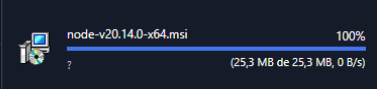 node-v20.14.0-x64.msi 100%
? (25,3 MB de 25,3 MB, 0 B/s)